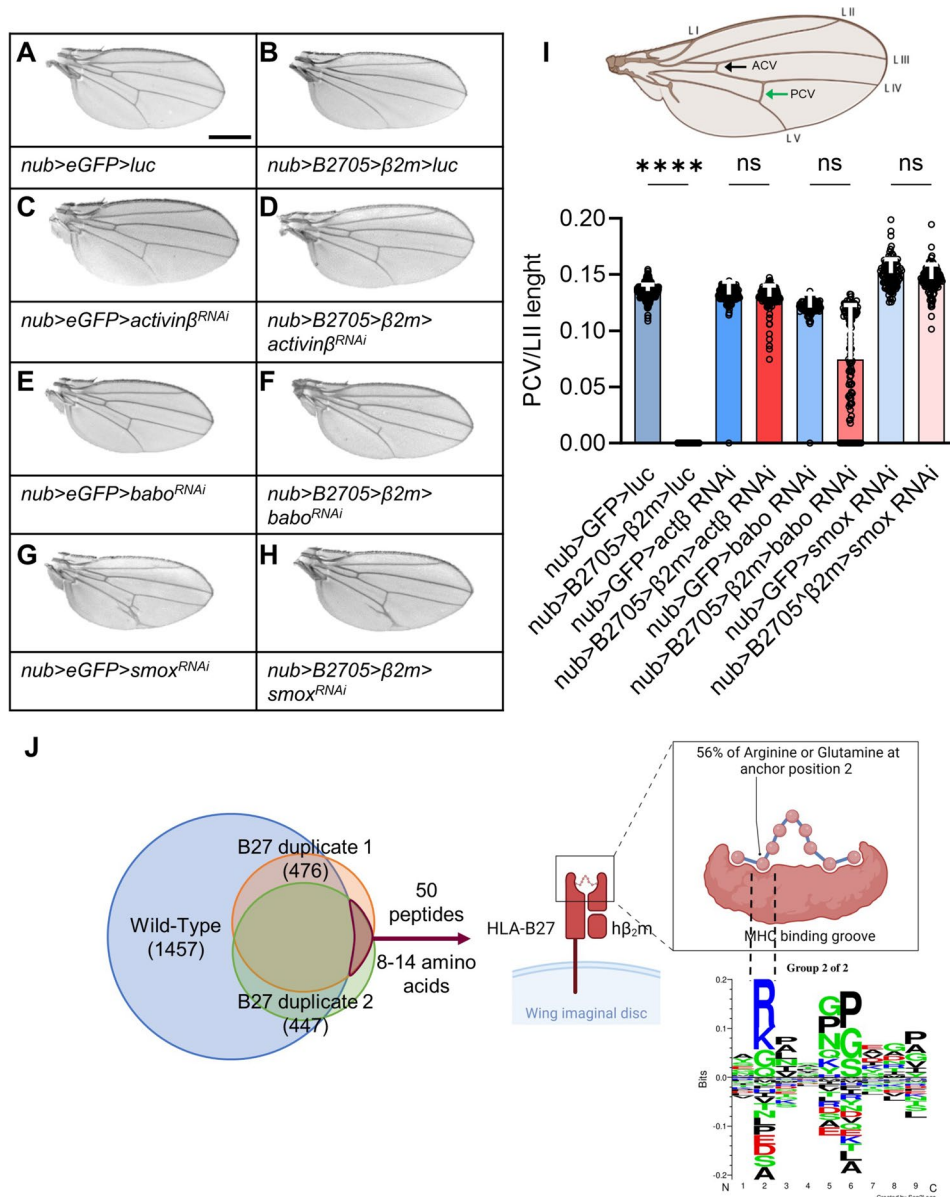 A
B
nub>eGFP>luc
nub>B2705>β2m>luc
C
D
nub>eGFP>activinβRNAi
nub>B2705>β2m>
activinβRNAi
E
F
nub>eGFP>baboRNAi
nub>B2705>β2m>
baboRNAi
G
H
nub>eGFP>smoxRNAi
nub>B2705>β2m>
smoxRNAi
I
L I
L II
L III
L IV
L V
ACV
PCV
**** ns ns ns
PCV/LII lenght
0.20
0.15
0.10
0.05
0.00
nub>GFP>luc
nub>B2705>β2m>luc
nub>GFP>actβ RNAi
nub>B2705>β2m>actβ RNAi
nub>GFP>babo RNAi
nub>B2705>β2m>babo RNAi
nub>GFP>smox RNAi
nub>B2705^β2m>smox RNAi
J
Wild-Type
(1457)
B27 duplicate 1
(476)
B27 duplicate 2
(447)
50
peptides
8-14 amino
acids
HLA-B27
hβ2m
Wing imaginal disc
56% of Arginine or Glutamine at
anchor position 2
MHC binding groove
Group 2 of 2
Bits
0.2
0.1
0.0
-0.1
-0.2
N 1 2 3 4 5 6 7 8 9 C